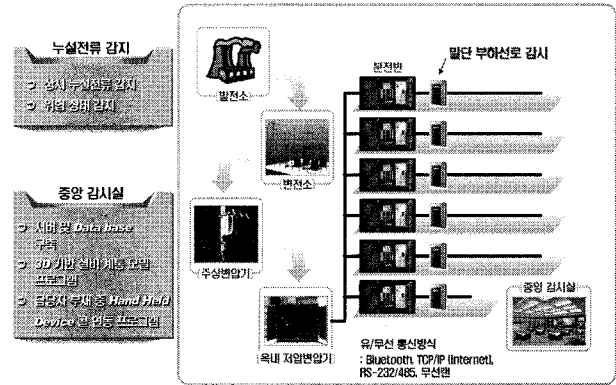 누설전류 감지
상시 누설전류 감지
위험 상태 감지
중앙 감시실
서버 및 Data base
구축
3D 기반 설비 계통 모델
프로그램
담당자 부재 중 Hand Held
Device 를 연동 프로그램
발전소
변전소
주상변압기
옥내 저압변압기
분전반
말단 부하선로 감시
중앙 감시실
유/무선 통신방식
: Bluetooth, TCP/IP (Internet),
RS-232/485, 무선랜